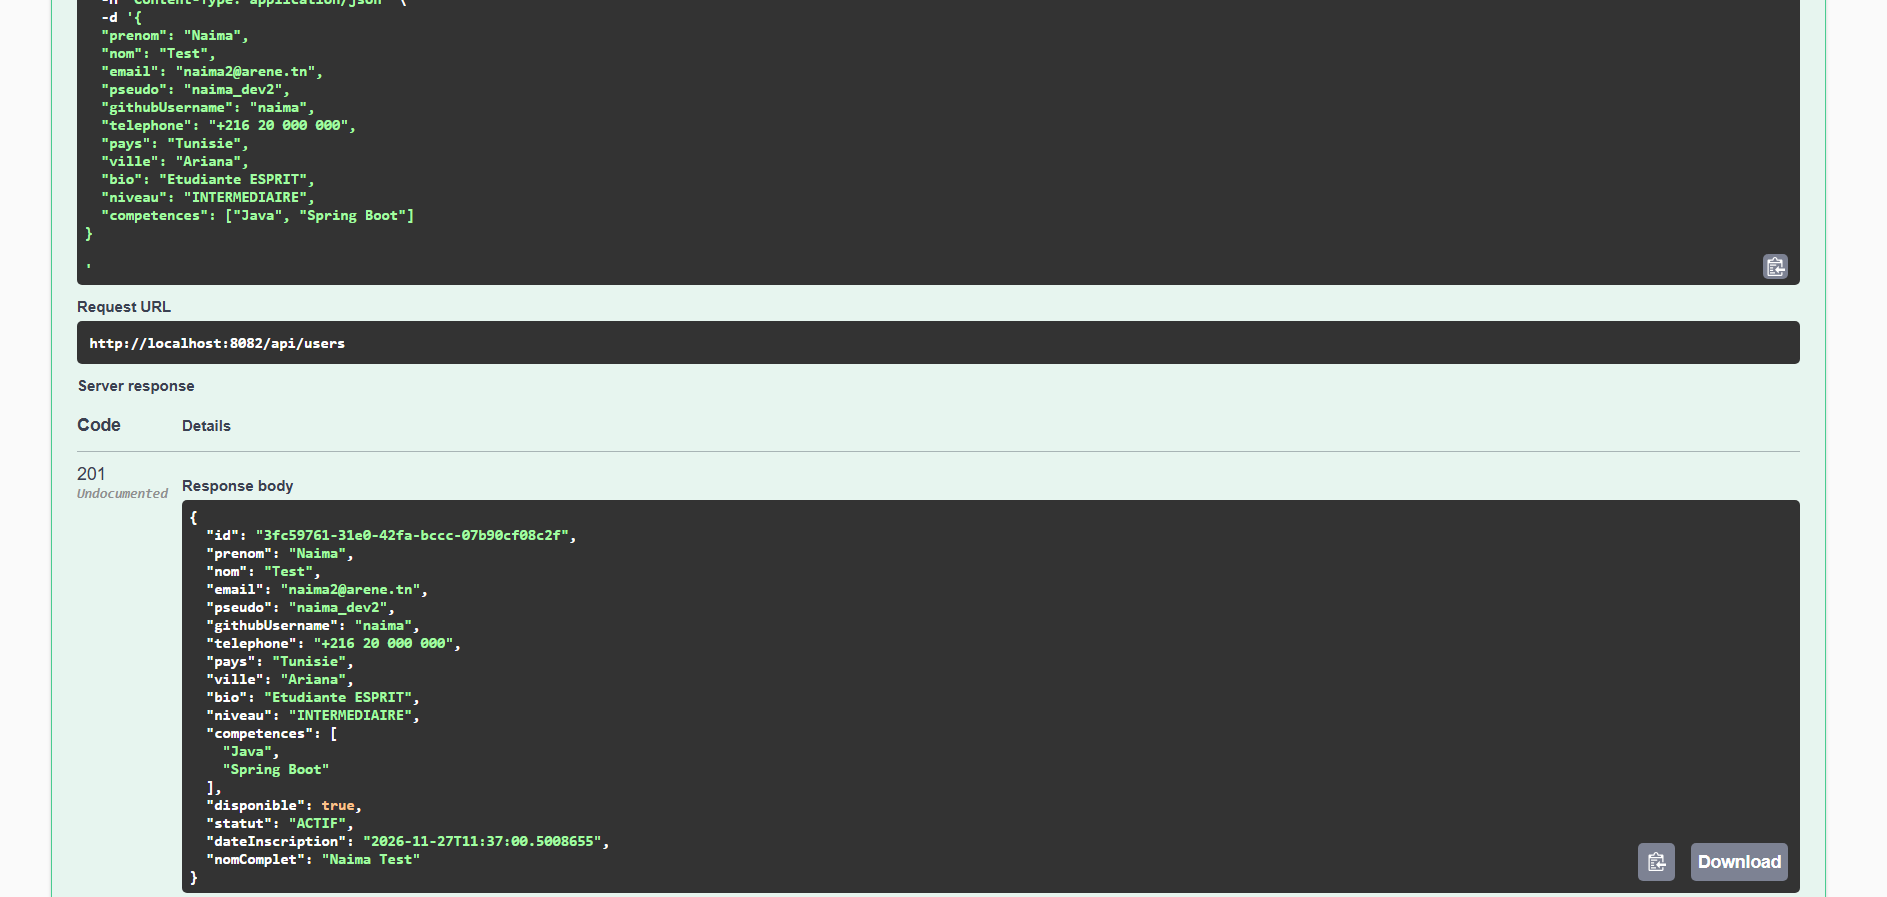 -H 'Content-Type: application/json' \
-d '{
"prenom": "Naima",
"nom": "Test",
"email": "naima2@arene.tn",
"pseudo": "naima_dev2",
"githubUsername": "naima",
"telephone": "+216 20 000 000",
"pays": "Tunisie",
"ville": "Ariana",
"bio": "Etudiante ESPRIT",
"niveau": "INTERMEDIAIRE",
"competences": ["Java", "Spring Boot"]
}
'
Request URL
http://localhost:8082/api/users
Server response
Code Details
201
Undocumented
Response body
{
"id": "3fc59761-31e0-42fa-bccc-07b90cf08c2f",
"prenom": "Naima",
"nom": "Test",
"email": "naima2@arene.tn",
"pseudo": "naima_dev2",
"githubUsername": "naima",
"telephone": "+216 20 000 000",
"pays": "Tunisie",
"ville": "Ariana",
"bio": "Etudiante ESPRIT",
"niveau": "INTERMEDIAIRE",
"competences": [
"Java",
"Spring Boot"
],
"disponible": true,
"statut": "ACTIF",
"dateInscription": "2026-11-27T11:37:00.5008655",
"nomComplet": "Naima Test"
}
Download